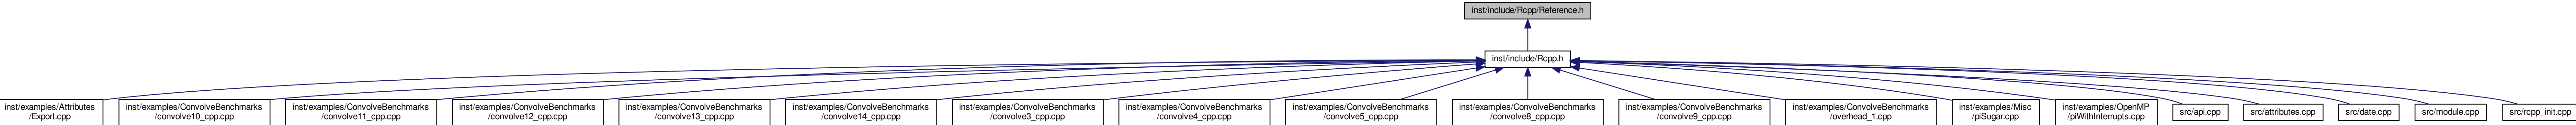 inst/include/Rcpp/Reference.h
inst/include/Rcpp.h
inst/examples/Attributes
/Export.cpp
inst/examples/ConvolveBenchmarks
/convolve10_cpp.cpp
inst/examples/ConvolveBenchmarks
/convolve11_cpp.cpp
inst/examples/ConvolveBenchmarks
/convolve12_cpp.cpp
inst/examples/ConvolveBenchmarks
/convolve13_cpp.cpp
inst/examples/ConvolveBenchmarks
/convolve14_cpp.cpp
inst/examples/ConvolveBenchmarks
/convolve3_cpp.cpp
inst/examples/ConvolveBenchmarks
/convolve4_cpp.cpp
inst/examples/ConvolveBenchmarks
/convolve5_cpp.cpp
inst/examples/ConvolveBenchmarks
/convolve8_cpp.cpp
inst/examples/ConvolveBenchmarks
/convolve9_cpp.cpp
inst/examples/ConvolveBenchmarks
/overhead_1.cpp
inst/examples/Misc
/piSugar.cpp
inst/examples/OpenMP
/piWithInterrupts.cpp
src/api.cpp
src/attributes.cpp
src/date.cpp
src/module.cpp
src/rcpp_init.cpp